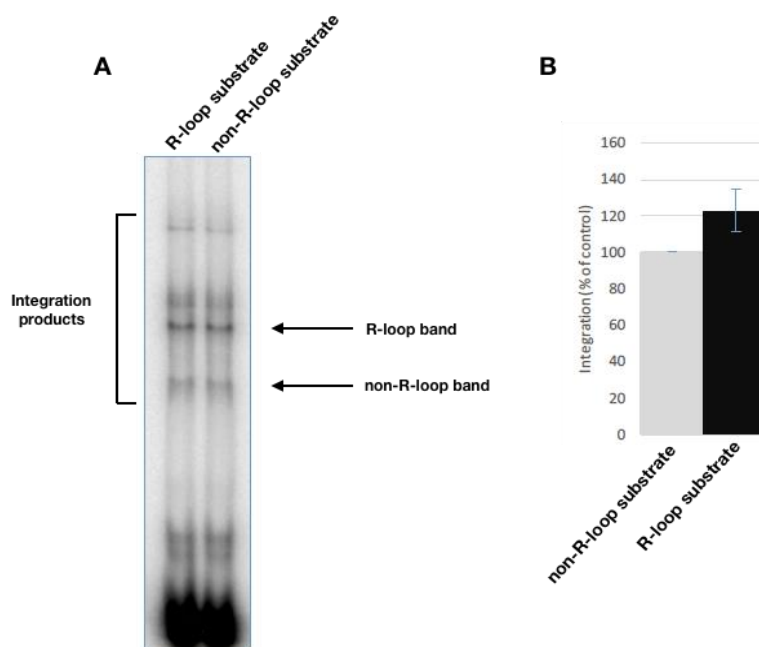 A
R-loop substrate
non-R-loop substrate
Integration
products
R-loop band
non-R-loop band
B
Integration (% of control)
160
140
120
100
80
60
40
20
0
non-R-loop substrate
R-loop substrate